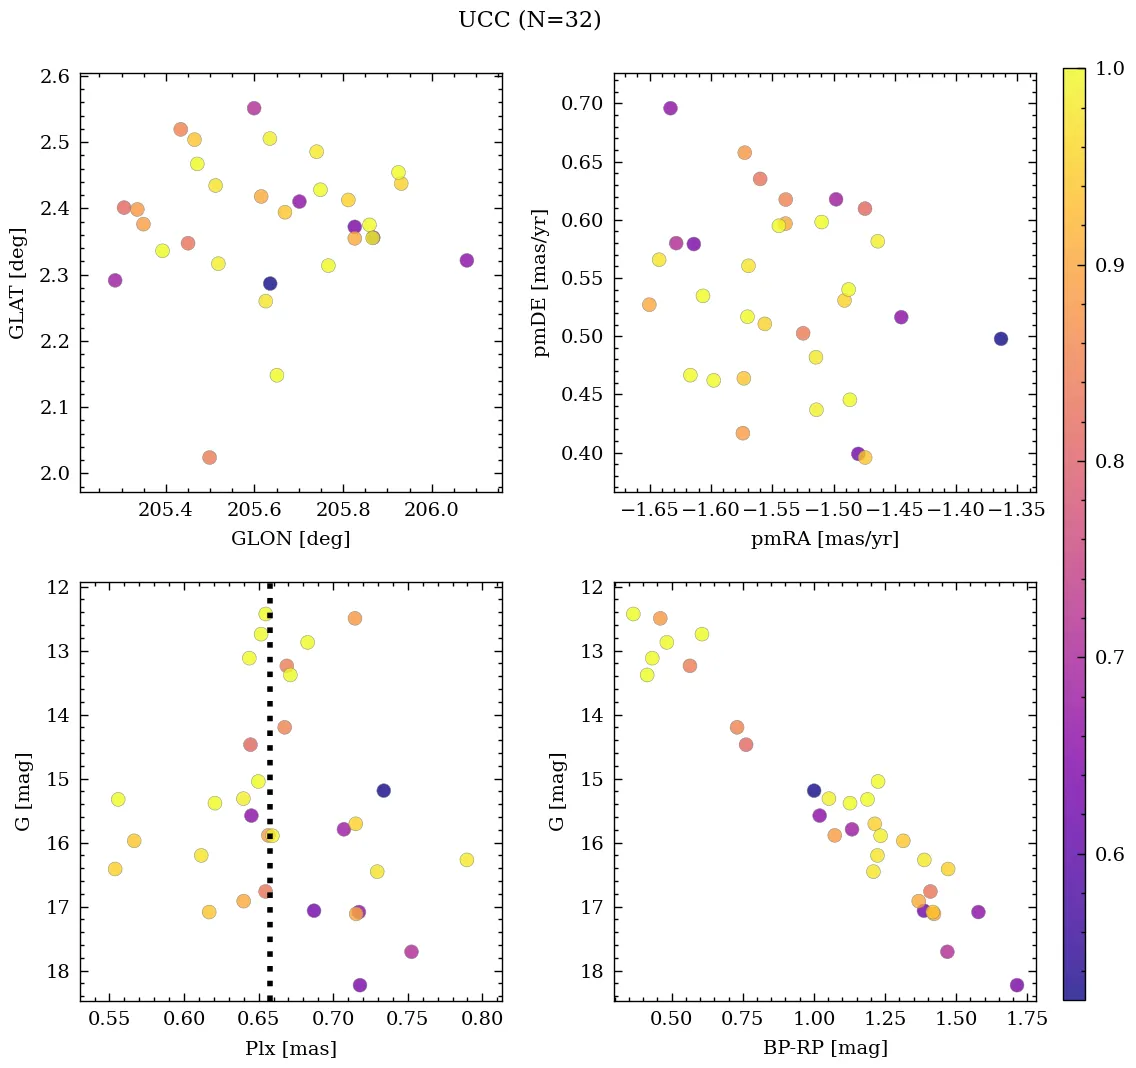 UCC (N=32)
2.6
2.5
2.4
2.3
2.2
2.1
2.0
GLAT [deg]
205.4 205.6 205.8 206.0
GLON [deg]
0.70
0.65
0.60
0.55
0.50
0.45
0.40
pmDE [mas/yr]
−1.65 −1.60 −1.55 −1.50 −1.45 −1.40 −1.35
pmRA [mas/yr]
12
13
14
15
16
17
18
G [mag]
0.55 0.60 0.65 0.70 0.75 0.80
Plx [mas]
12
13
14
15
16
17
18
G [mag]
0.50 0.75 1.00 1.25 1.50 1.75
BP-RP [mag]
1.0
0.9
0.8
0.7
0.6